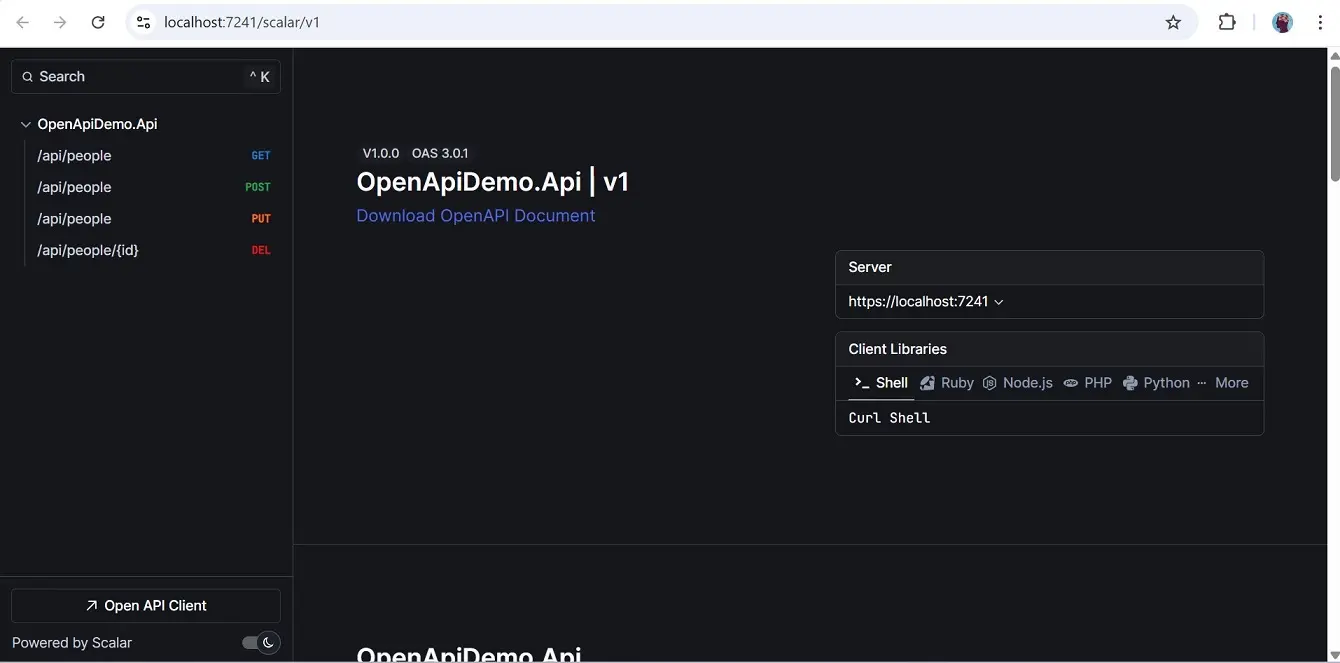 localhost:7241/scalar/v1
Search ^ K
OpenApiDemo.Api
/api/people GET
/api/people POST
/api/people PUT
/api/people/{id} DEL
Open API Client
Powered by Scalar
V1.0.0 OAS 3.0.1
OpenApiDemo.Api | v1
Download OpenAPI Document
Server
https://localhost:7241
Client Libraries
Shell Ruby Node.js PHP Python ··· More
Curl Shell
OpenApiDemo.Api